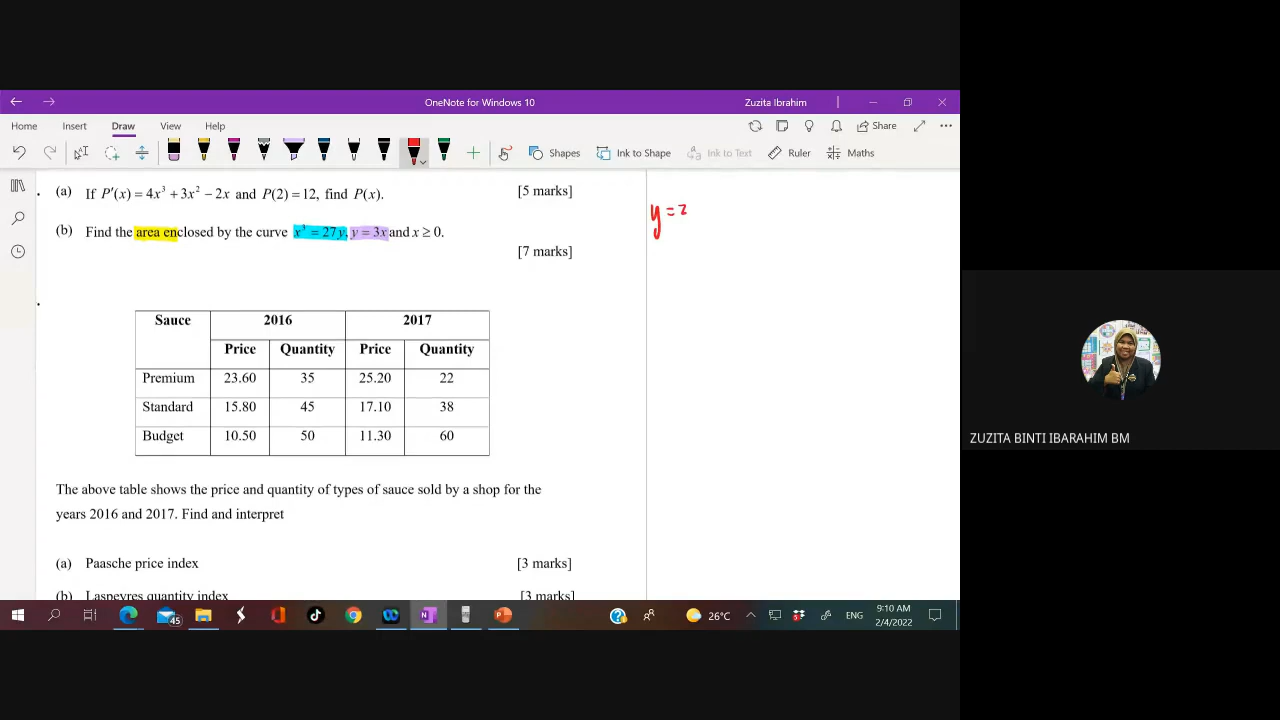 OneNote for Windows 10
Zuzita Ibrahim
Home Insert Draw View Help
Share
Shapes
Ink to Shape
Ink to Text
Ruler
Maths
(a) If P′(x) = 4x³ + 3x² − 2x and P(2) = 12, find P(x). [5 marks]
(b) Find the area enclosed by the curve x³ = 27y, y = 3x and x ≥ 0.
[7 marks]
y = 3
Sauce 2016 2017
Price Quantity Price Quantity
Premium 23.60 35 25.20 22
Standard 15.80 45 17.10 38
Budget 10.50 50 11.30 60
The above table shows the price and quantity of types of sauce sold by a shop for the
years 2016 and 2017. Find and interpret
(a) Paasche price index [3 marks]
(b) Laspeyres quantity index [3 marks]
ZUZITA BINTI IBARAHIM BM
45
26°C
ENG
9:10 AM
2/4/2022